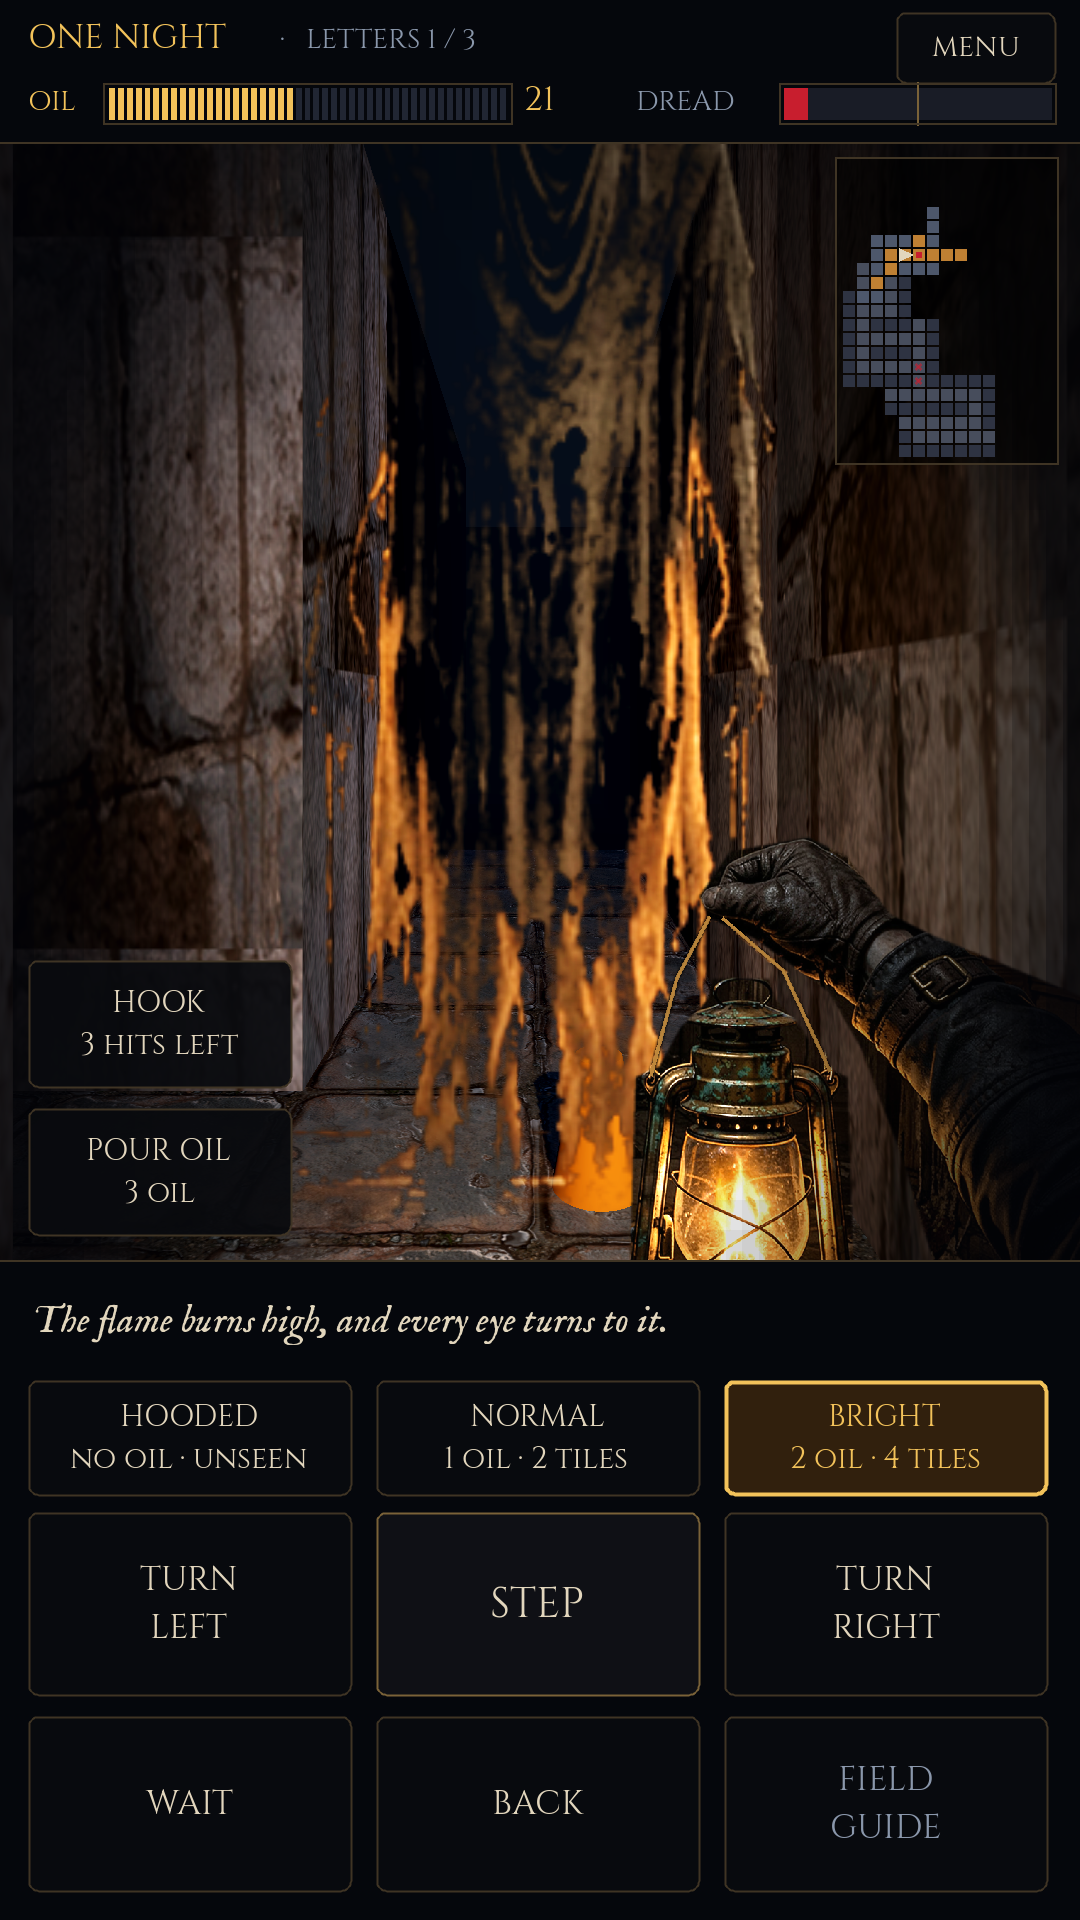 ONE NIGHT · LETTERS 1 / 3
MENU
OIL 21 DREAD
HOOK
3 HITS LEFT
POUR OIL
3 OIL
The flame burns high, and every eye turns to it.
HOODED
NO OIL · UNSEEN
NORMAL
1 OIL · 2 TILES
BRIGHT
2 OIL · 4 TILES
TURN
LEFT
STEP
TURN
RIGHT
WAIT
BACK
FIELD
GUIDE